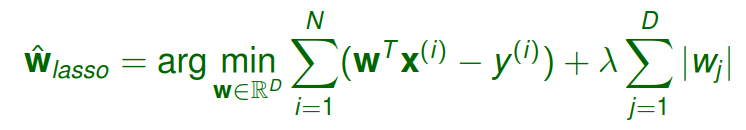 ŵ_lasso = arg min_{w∈ℝ^D} ∑_{i=1}^{N} (w^T x^(i) − y^(i)) + λ ∑_{j=1}^{D} |w_j|